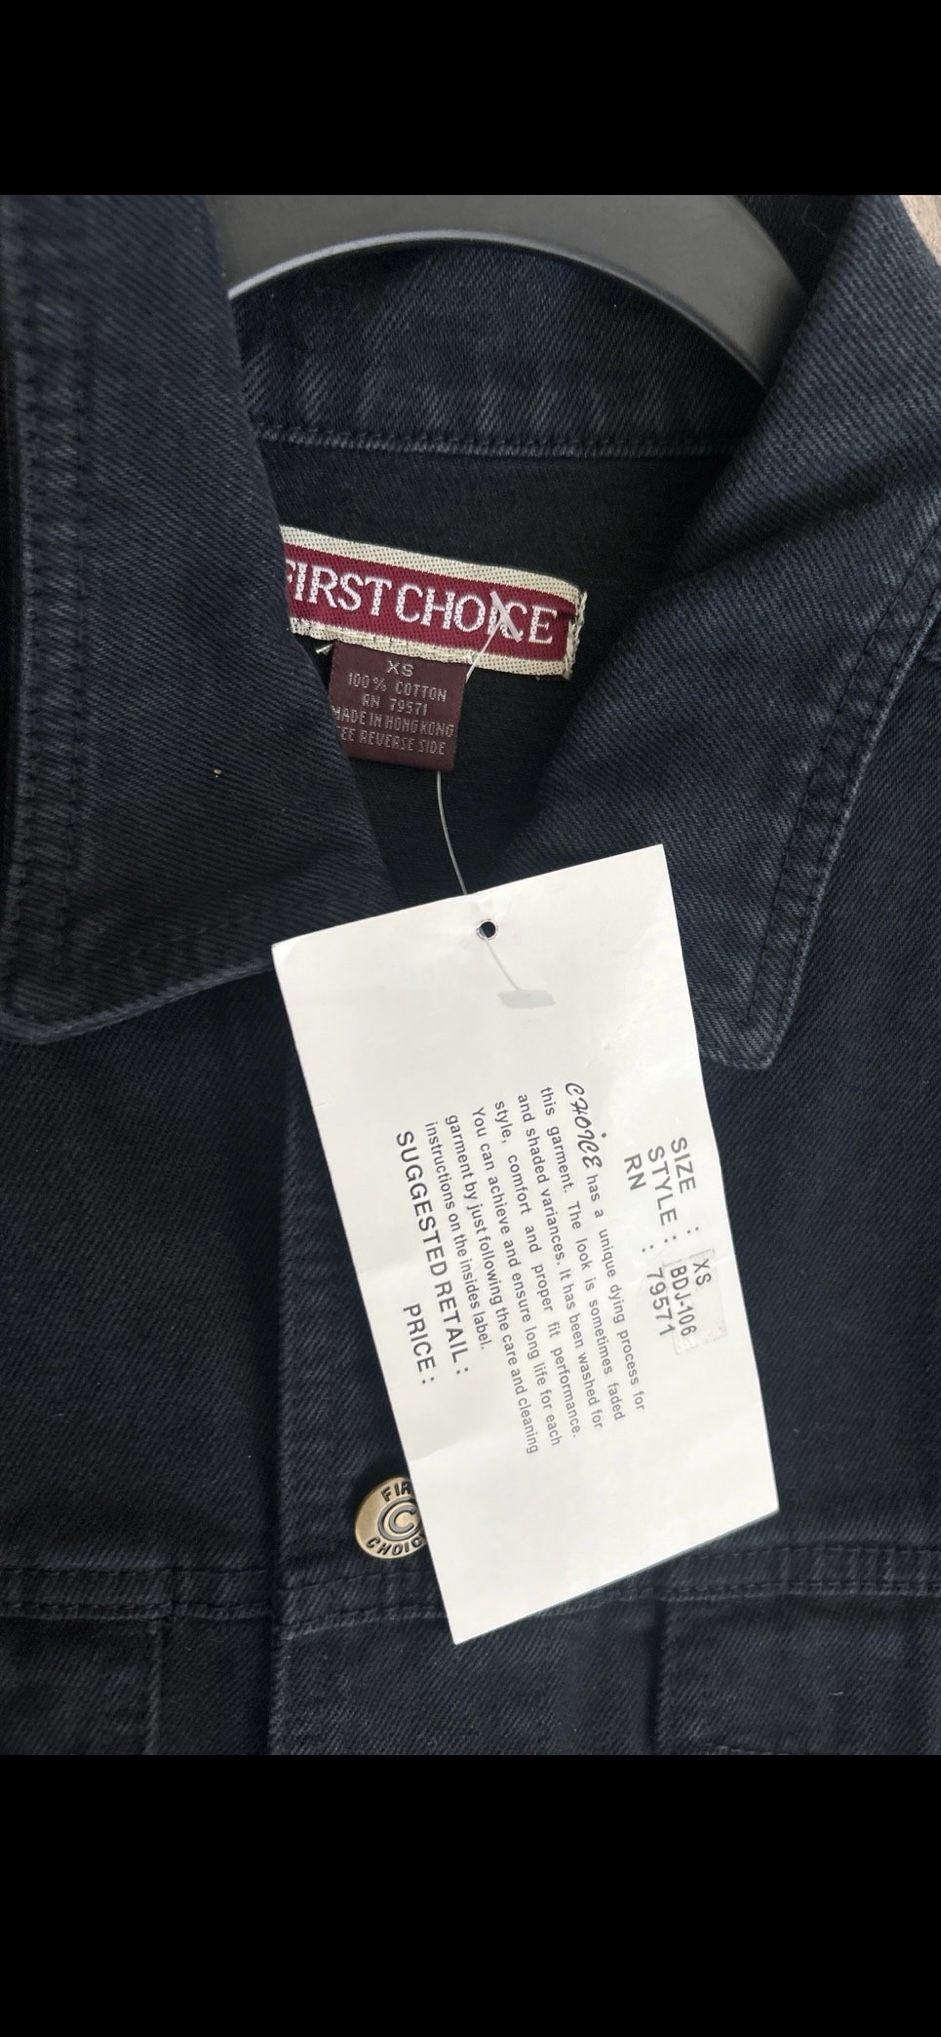 FIRST CHOICE
XS
100% COTTON
RN 79571
MADE IN HONG KONG
SEE REVERSE SIDE
SIZE : XS
STYLE : BDJ-106
RN : 79571
CHOICE has a unique dying process for
this garment. The look is sometimes faded
and shaded variances. It has been washed for
style, comfort and proper fit performance.
You can achieve and ensure long life for each
garment by just following the care and cleaning
instructions on the insides label.
SUGGESTED RETAIL :
PRICE :
FIR
C
CHOIC